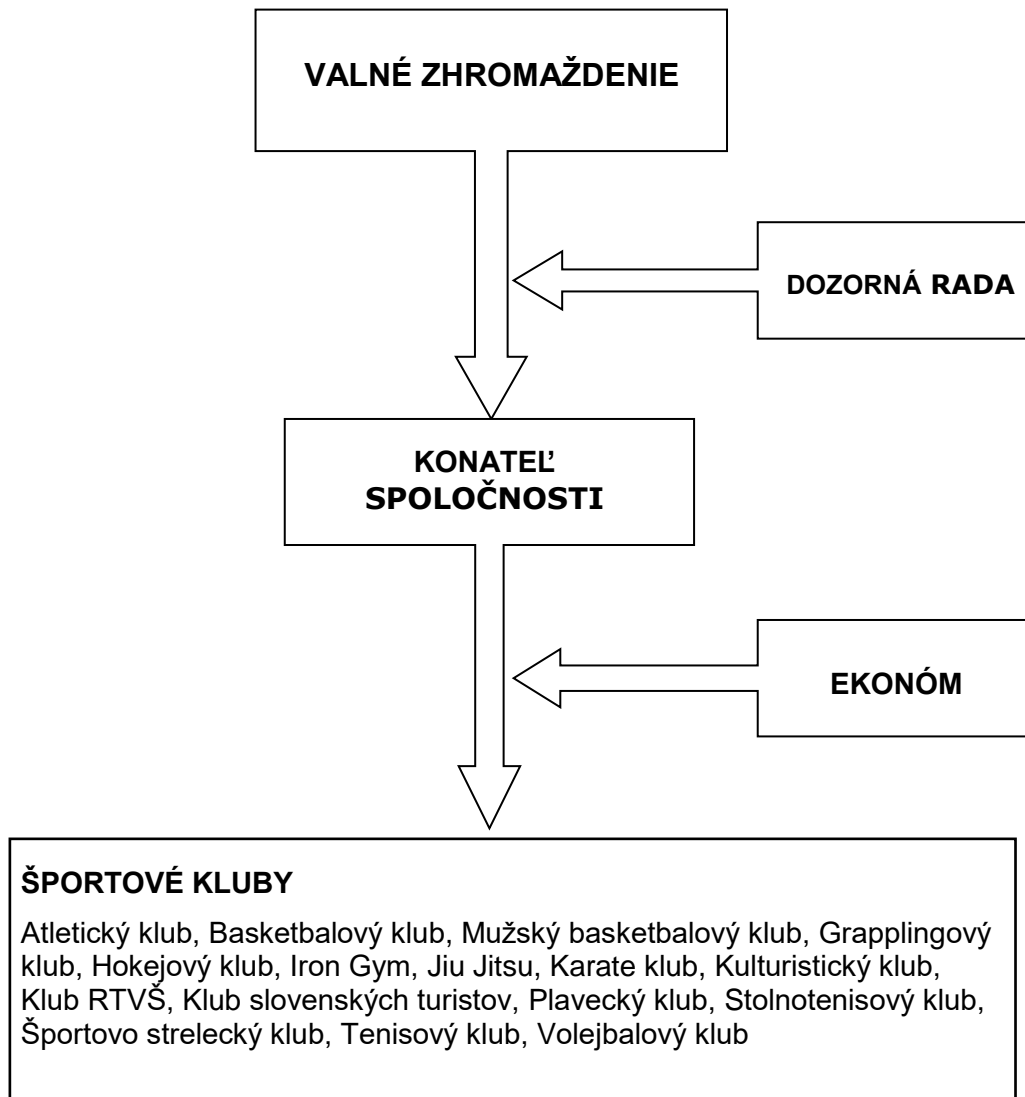 VALNÉ ZHROMAŽDENIE
DOZORNÁ RADA
KONATEĽ
SPOLOČNOSTI
EKONÓM
ŠPORTOVÉ KLUBY
Atletický klub, Basketbalový klub, Mužský basketbalový klub, Grapplingový
klub, Hokejový klub, Iron Gym, Jiu Jitsu, Karate klub, Kulturistický klub,
Klub RTVŠ, Klub slovenských turistov, Plavecký klub, Stolnotenisový klub,
Športovo strelecký klub, Tenisový klub, Volejbalový klub